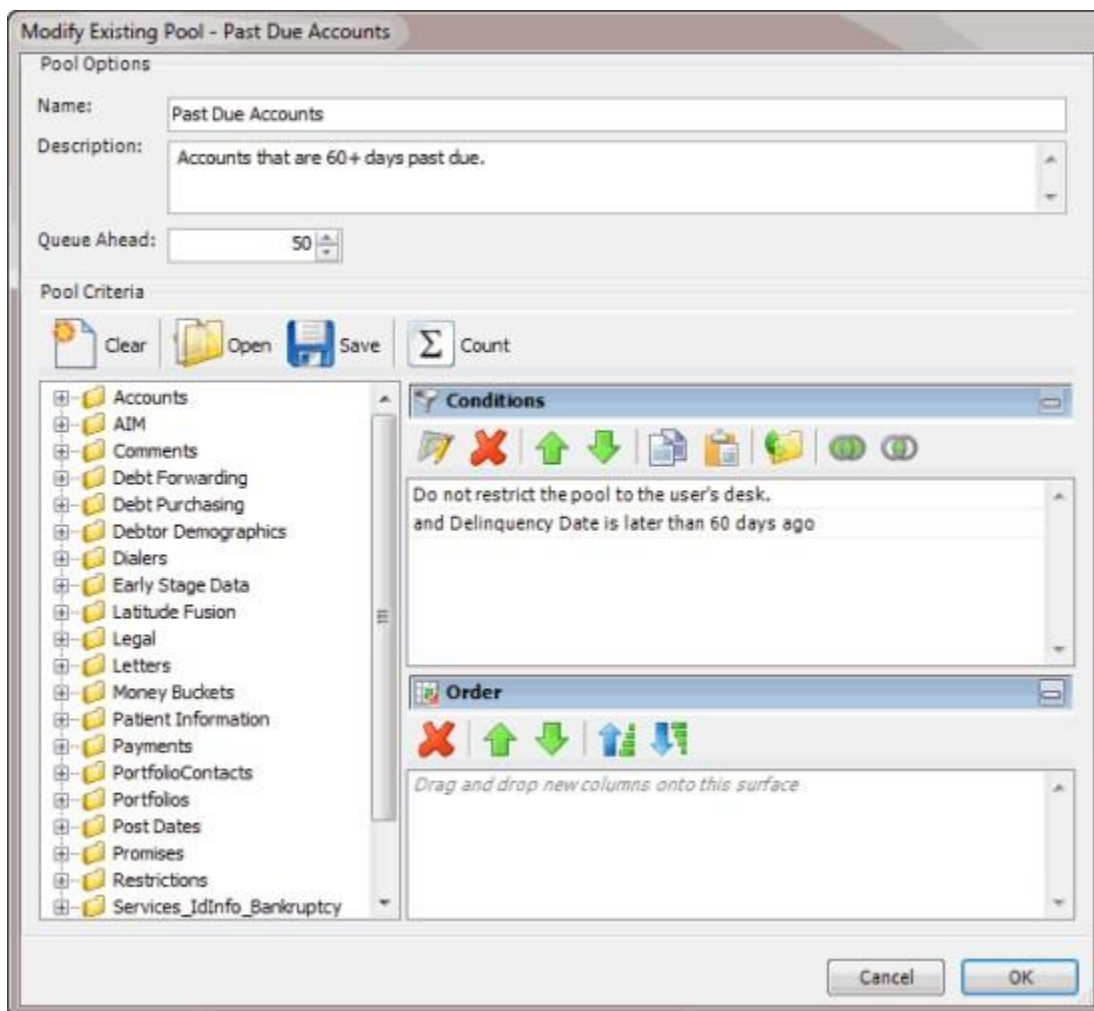 Modify Existing Pool - Past Due Accounts
Pool Options
Name:
Past Due Accounts
Description:
Accounts that are 60+ days past due.
Queue Ahead:
50
Pool Criteria
Clear
Open
Save
Σ Count
Accounts
AIM
Comments
Debt Forwarding
Debt Purchasing
Debtor Demographics
Dialers
Early Stage Data
Latitude Fusion
Legal
Letters
Money Buckets
Patient Information
Payments
PortfolioContacts
Portfolios
Post Dates
Promises
Restrictions
Services_IdInfo_Bankruptcy
Conditions
Do not restrict the pool to the user's desk.
and Delinquency Date is later than 60 days ago
Order
Drag and drop new columns onto this surface
Cancel
OK